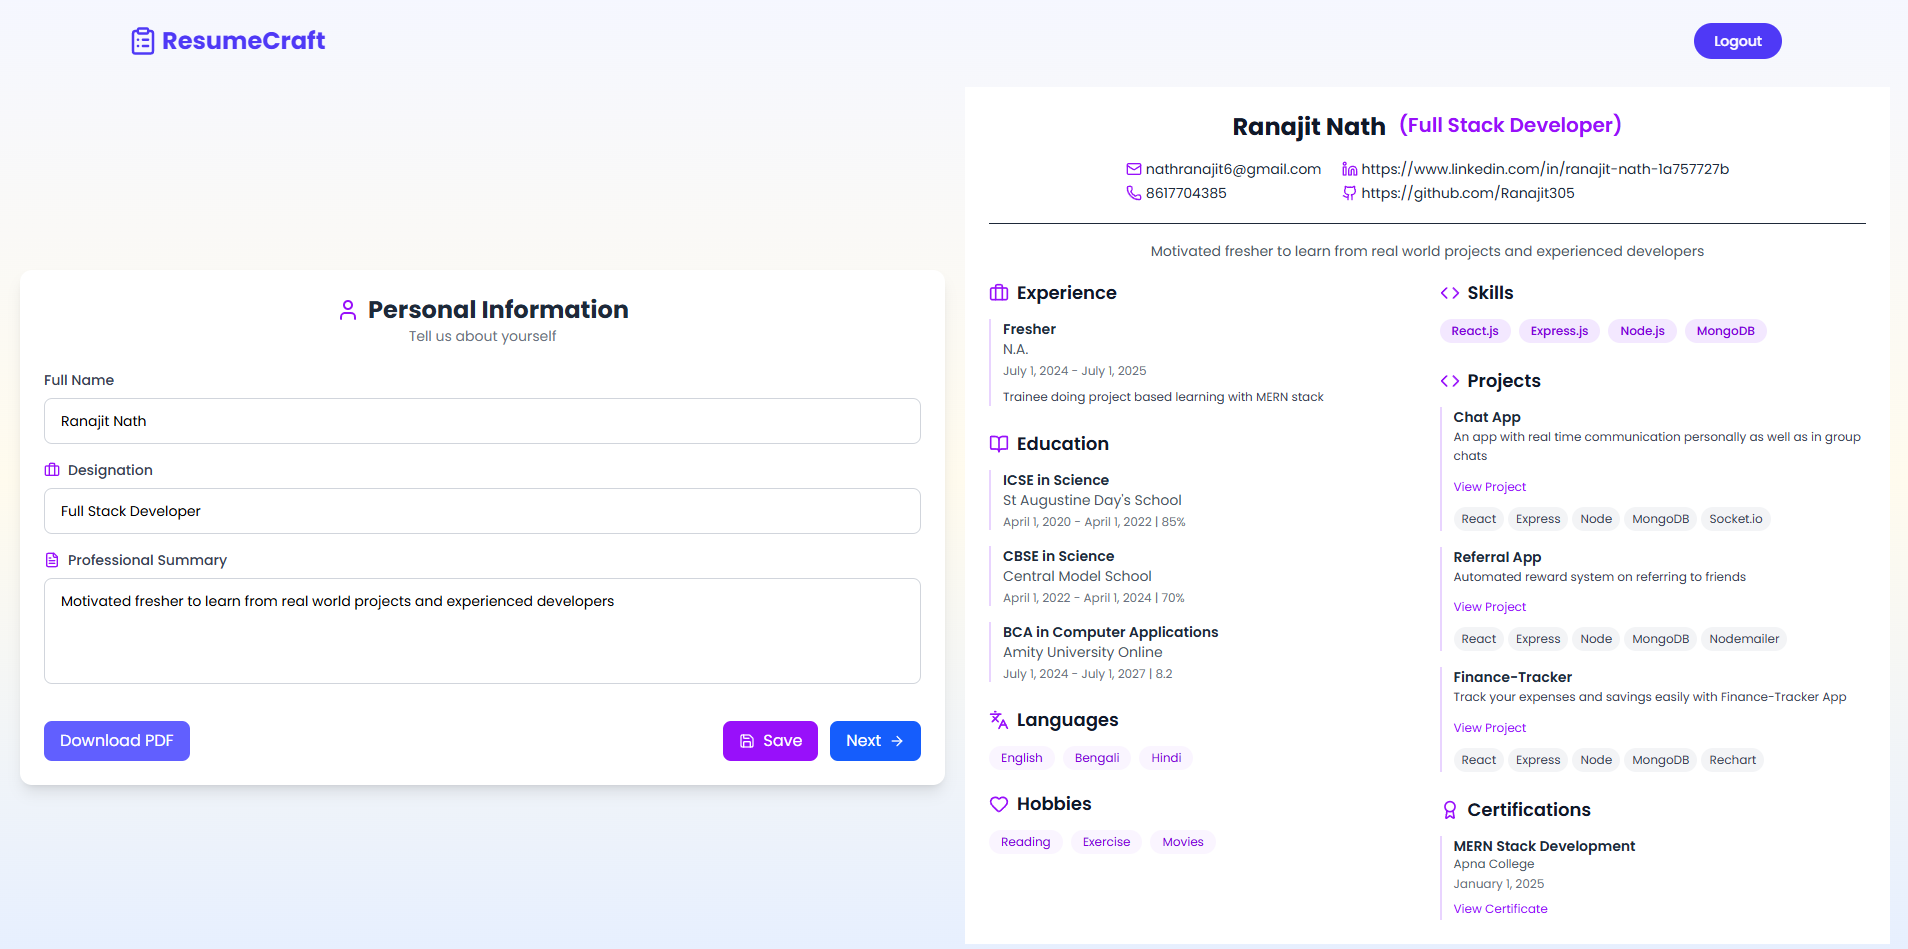 ResumeCraft
Logout
Personal Information
Tell us about yourself
Full Name
Ranajit Nath
Designation
Full Stack Developer
Professional Summary
Motivated fresher to learn from real world projects and experienced developers
Download PDF
Save
Next
Ranajit Nath (Full Stack Developer)
nathranajit6@gmail.com
https://www.linkedin.com/in/ranajit-nath-1a757727b
8617704385
https://github.com/Ranajit305
Motivated fresher to learn from real world projects and experienced developers
Experience
Fresher
N.A.
July 1, 2024 - July 1, 2025
Trainee doing project based learning with MERN stack
Education
ICSE in Science
St Augustine Day's School
April 1, 2020 - April 1, 2022 | 85%
CBSE in Science
Central Model School
April 1, 2022 - April 1, 2024 | 70%
BCA in Computer Applications
Amity University Online
July 1, 2024 - July 1, 2027 | 8.2
Languages
English Bengali Hindi
Hobbies
Reading Exercise Movies
Skills
React.js Express.js Node.js MongoDB
Projects
Chat App
An app with real time communication personally as well as in group
chats
View Project
React Express Node MongoDB Socket.io
Referral App
Automated reward system on referring to friends
View Project
React Express Node MongoDB Nodemailer
Finance-Tracker
Track your expenses and savings easily with Finance-Tracker App
View Project
React Express Node MongoDB Rechart
Certifications
MERN Stack Development
Apna College
January 1, 2025
View Certificate